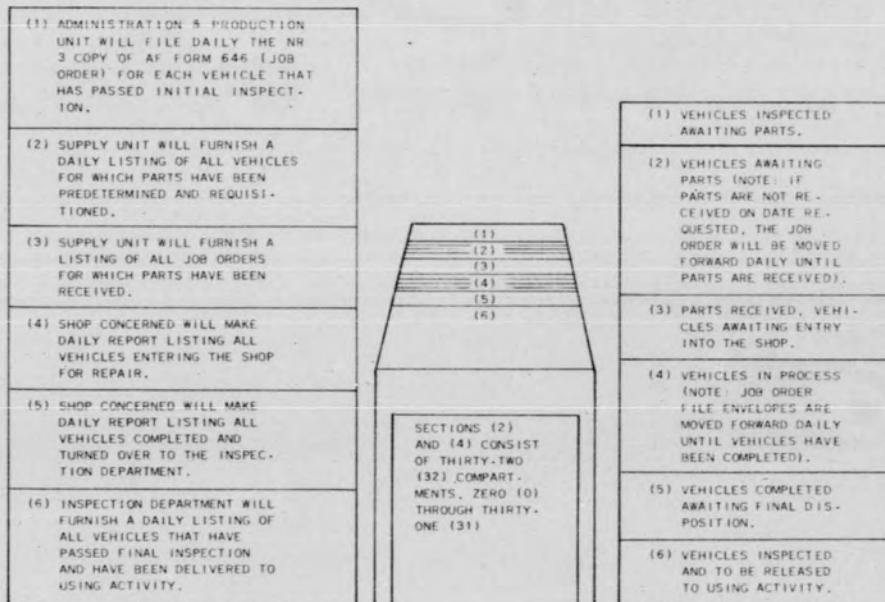 (1) ADMINISTRATION & PRODUCTION
UNIT WILL FILE DAILY THE NR
3 COPY OF AF FORM 646 (JOB
ORDER) FOR EACH VEHICLE THAT
HAS PASSED INITIAL INSPECT-
ION.
(2) SUPPLY UNIT WILL FURNISH A
DAILY LISTING OF ALL VEHICLES
FOR WHICH PARTS HAVE BEEN
PREDETERMINED AND REQUISI-
TIONED.
(3) SUPPLY UNIT WILL FURNISH A
LISTING OF ALL JOB ORDERS
FOR WHICH PARTS HAVE BEEN
RECEIVED.
(4) SHOP CONCERNED WILL MAKE
DAILY REPORT LISTING ALL
VEHICLES ENTERING THE SHOP
FOR REPAIR.
(5) SHOP CONCERNED WILL MAKE
DAILY REPORT LISTING ALL
VEHICLES COMPLETED AND
TURNED OVER TO THE INSPEC-
TION DEPARTMENT.
(6) INSPECTION DEPARTMENT WILL
FURNISH A DAILY LISTING OF
ALL VEHICLES THAT HAVE
PASSED FINAL INSPECTION
AND HAVE BEEN DELIVERED TO
USING ACTIVITY.
(1)
(2)
(3)
(4)
(5)
(6)
SECTIONS (2)
AND (4) CONSIST
OF THIRTY-TWO
(32) COMPART-
MENTS, ZERO (0)
THROUGH THIRTY-
ONE (31)
(1) VEHICLES INSPECTED
AWAITING PARTS.
(2) VEHICLES AWAITING
PARTS (NOTE: IF
PARTS ARE NOT RE-
CEIVED ON DATE RE-
QUESTED, THE JOB
ORDER WILL BE MOVED
FORWARD DAILY UNTIL
PARTS ARE RECEIVED).
(3) PARTS RECEIVED, VEHI-
CLES AWAITING ENTRY
INTO THE SHOP.
(4) VEHICLES IN PROCESS
(NOTE: JOB ORDER
FILE ENVELOPES ARE
MOVED FORWARD DAILY
UNTIL VEHICLES HAVE
BEEN COMPLETED).
(5) VEHICLES COMPLETED
AWAITING FINAL DIS-
POSITION.
(6) VEHICLES INSPECTED
AND TO BE RELEASED
TO USING ACTIVITY.